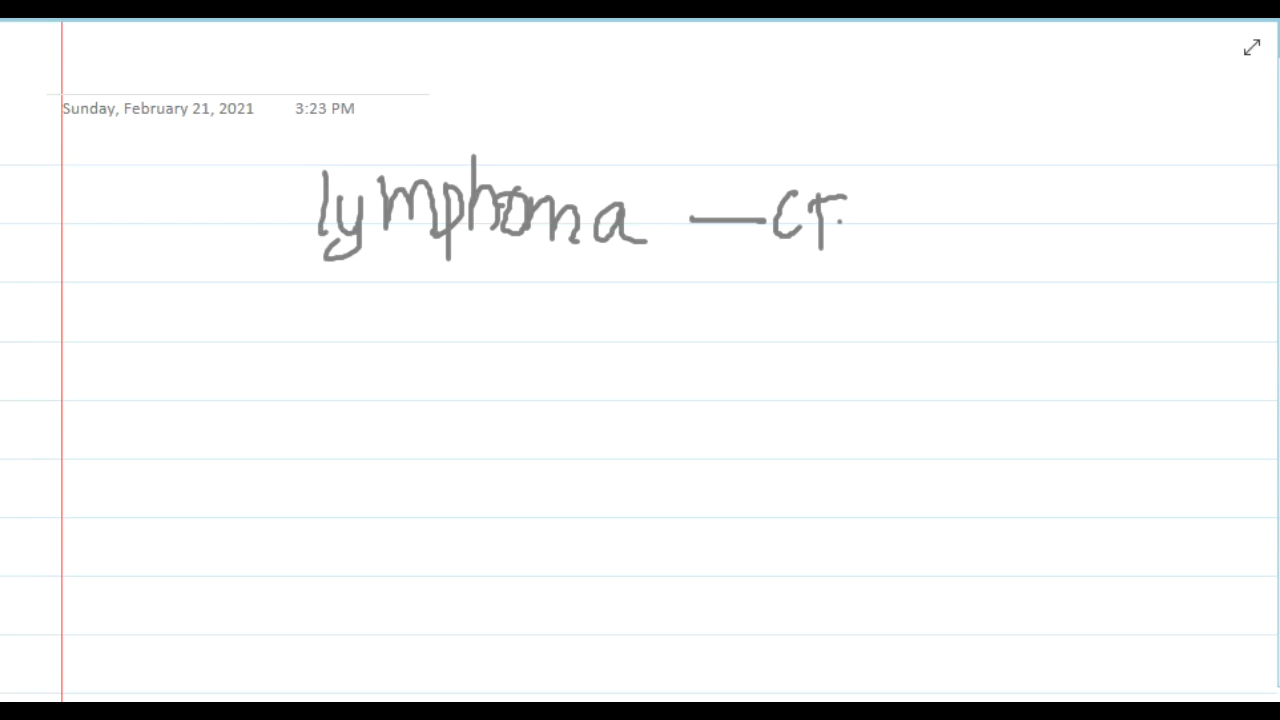 Sunday, February 21, 2021 3:23 PM
lymphoma — CT.